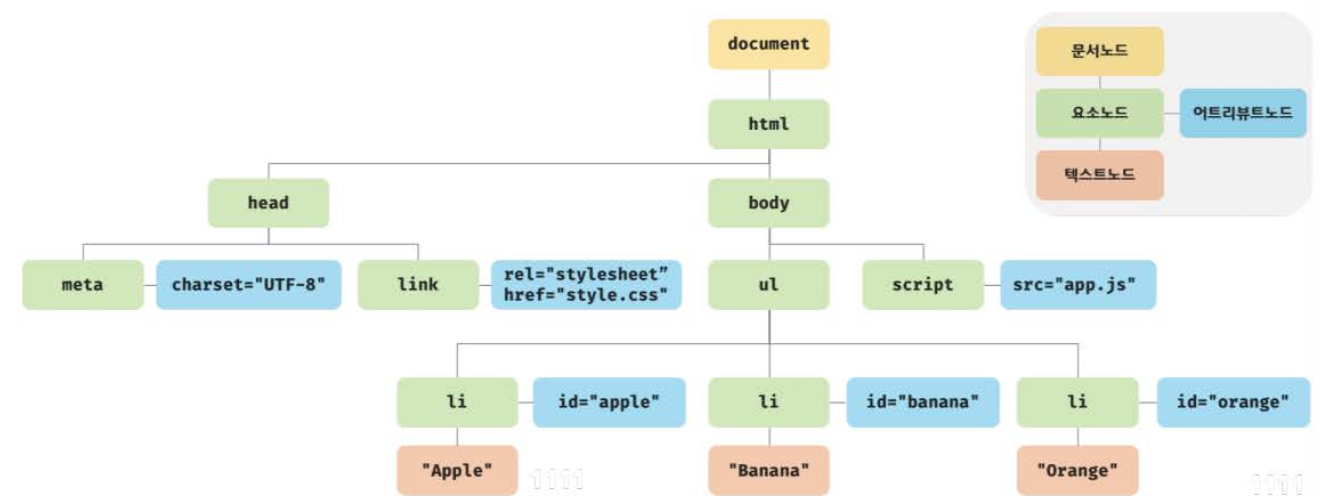 document
문서노드
html
요소노드
어트리뷰트노드
텍스트노드
head
body
meta
charset="UTF-8"
link
rel="stylesheet”
href="style.css"
ul
script
src="app.js"
li
id="apple"
li
id="banana"
li
id="orange"
"Apple"
"Banana"
"Orange"
1111
1111